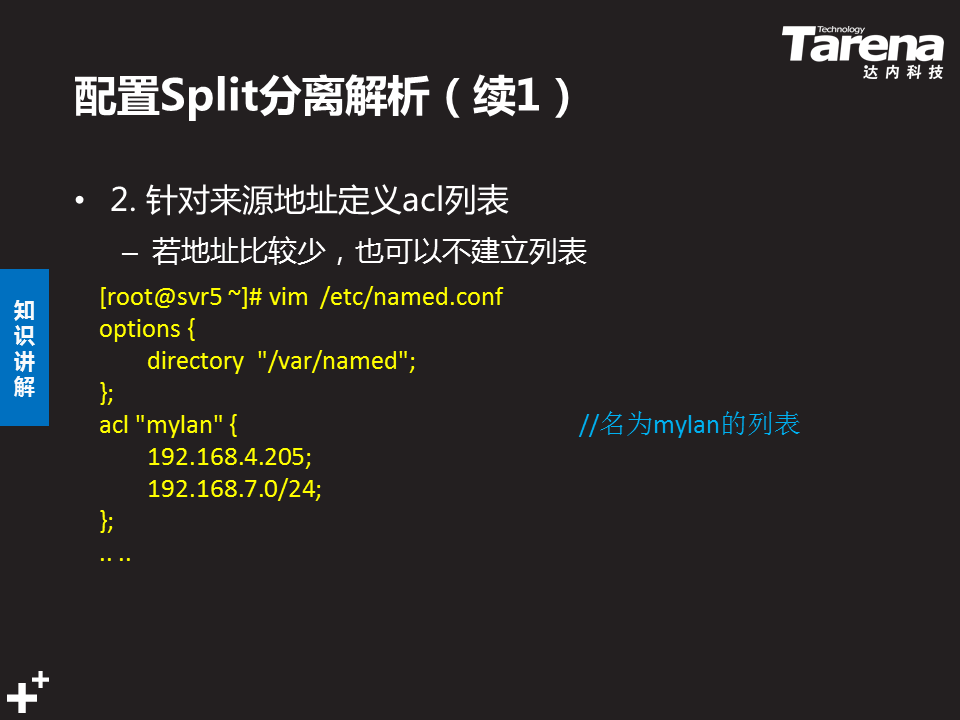 Technology
Tarena
达内科技
配置Split分离解析（续1）
• 2. 针对来源地址定义acl列表
– 若地址比较少，也可以不建立列表
知识讲解
[root@svr5 ~]# vim /etc/named.conf
options {
directory "/var/named";
};
acl "mylan" { //名为mylan的列表
192.168.4.205;
192.168.7.0/24;
};
.. ..